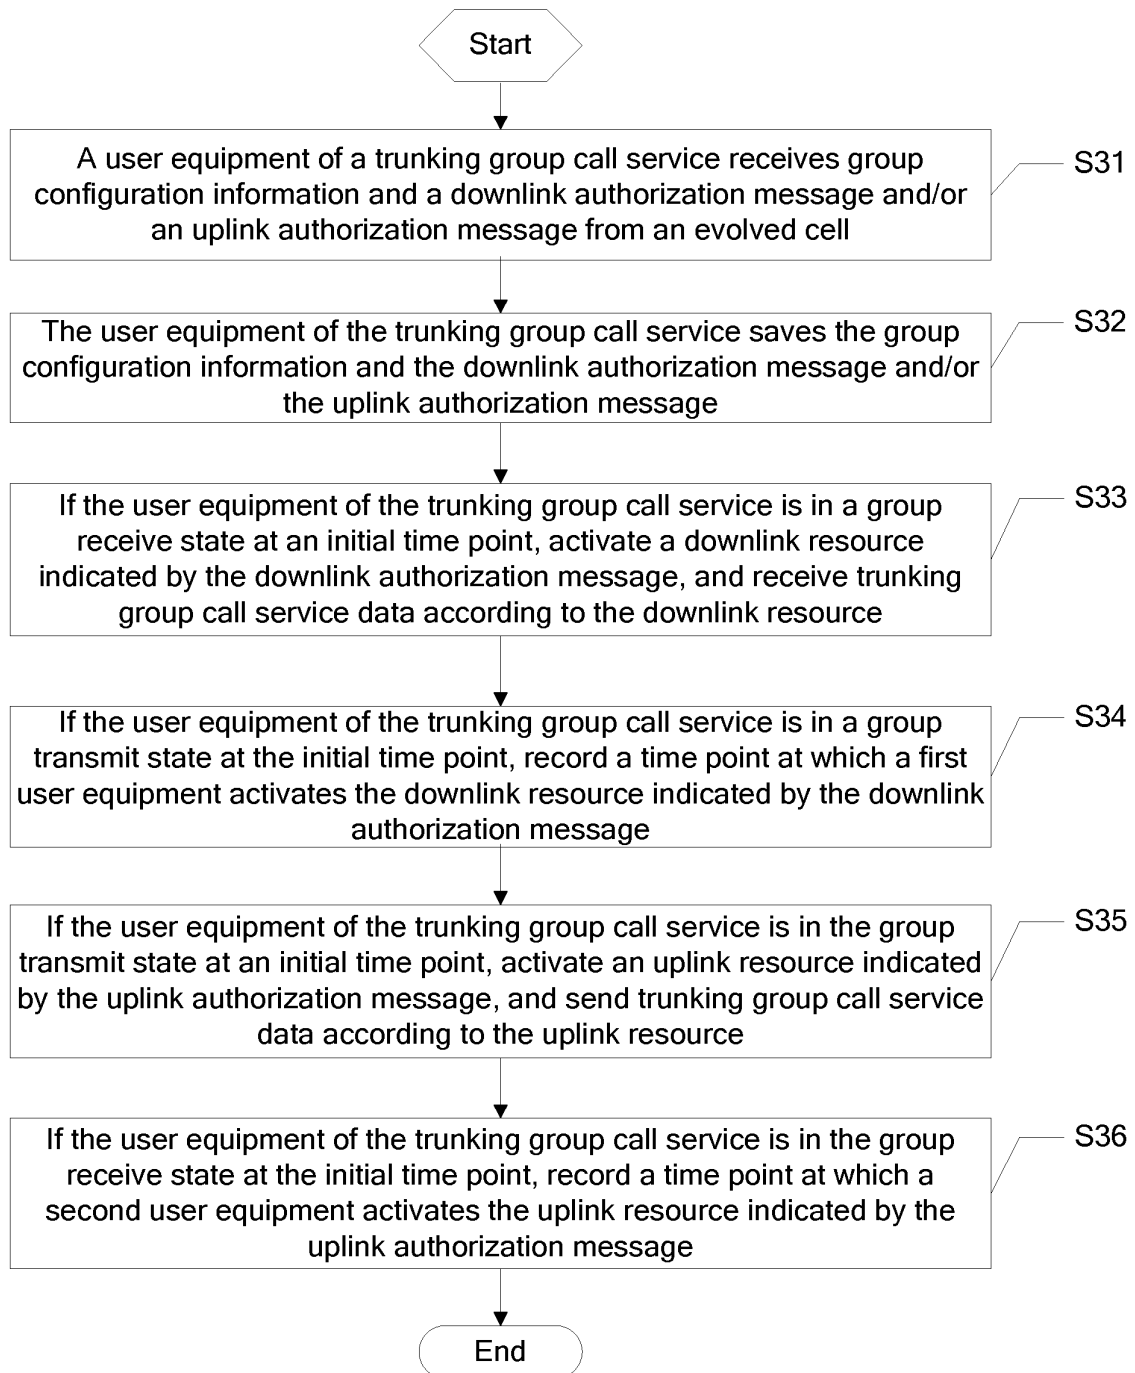 Start
A user equipment of a trunking group call service receives group
configuration information and a downlink authorization message and/or
an uplink authorization message from an evolved cell
S31
The user equipment of the trunking group call service saves the group
configuration information and the downlink authorization message and/or
the uplink authorization message
S32
If the user equipment of the trunking group call service is in a group
receive state at an initial time point, activate a downlink resource
indicated by the downlink authorization message, and receive trunking
group call service data according to the downlink resource
S33
If the user equipment of the trunking group call service is in a group
transmit state at the initial time point, record a time point at which a first
user equipment activates the downlink resource indicated by the downlink
authorization message
S34
If the user equipment of the trunking group call service is in the group
transmit state at an initial time point, activate an uplink resource indicated
by the uplink authorization message, and send trunking group call service
data according to the uplink resource
S35
If the user equipment of the trunking group call service is in the group
receive state at the initial time point, record a time point at which a
second user equipment activates the uplink resource indicated by the
uplink authorization message
S36
End